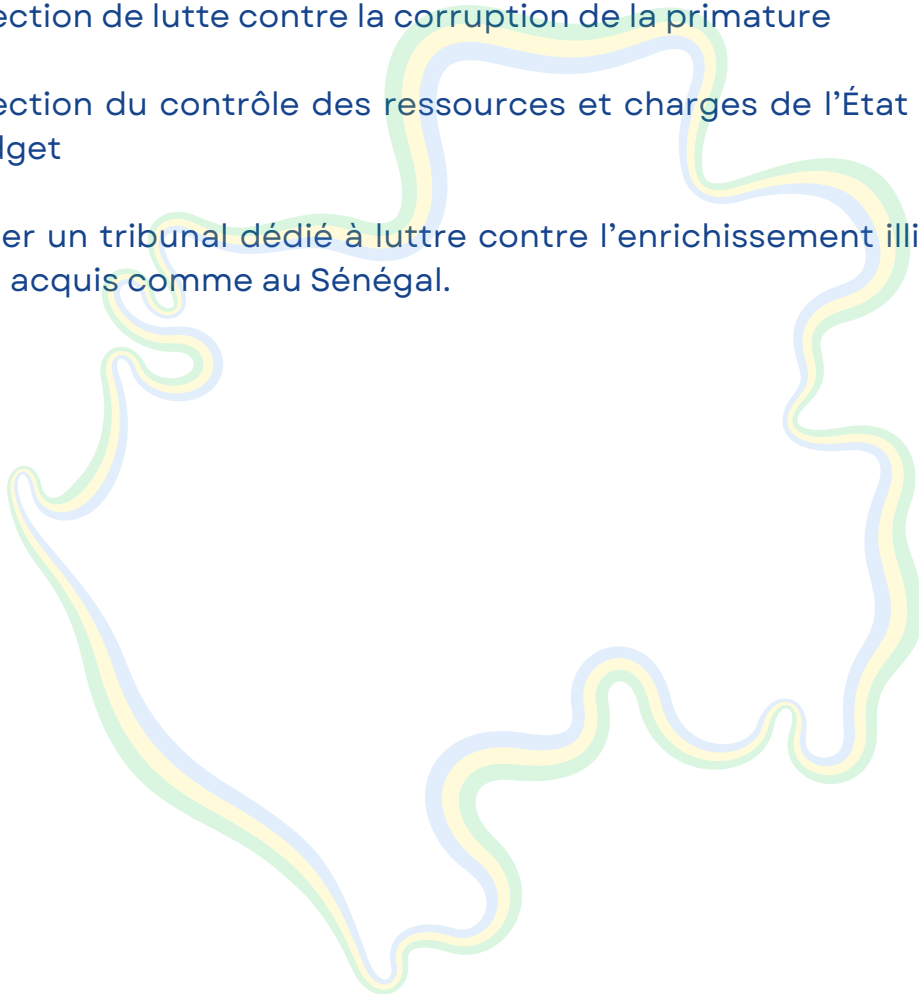 ection de lutte contre la corruption de la primature
ection du contrôle des ressources et charges de l’État
lget
er un tribunal dédié à luttre contre l’enrichissement illi
acquis comme au Sénégal.